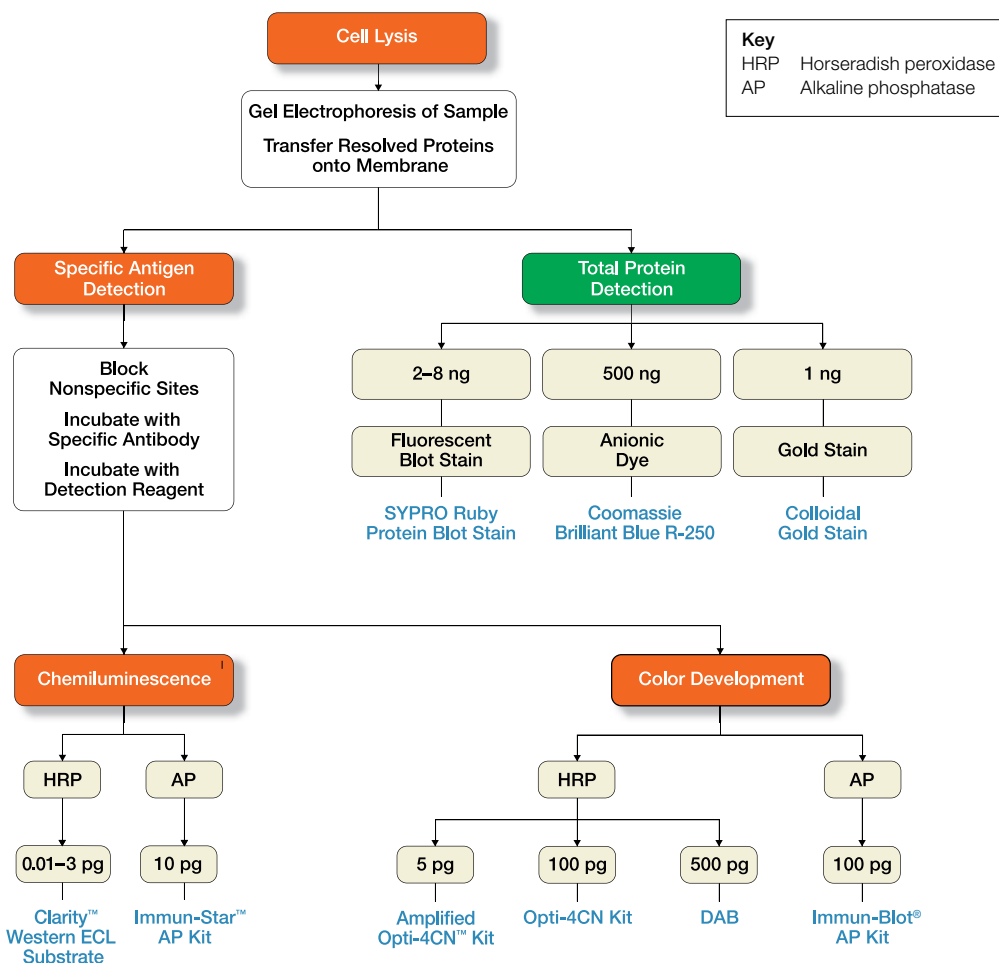 Cell Lysis
Key
HRP Horseradish peroxidase
AP Alkaline phosphatase
Gel Electrophoresis of Sample
Transfer Resolved Proteins
onto Membrane
Specific Antigen
Detection
Total Protein
Detection
Block
Nonspecific Sites
Incubate with
Specific Antibody
Incubate with
Detection Reagent
2–8 ng
500 ng
1 ng
Fluorescent
Blot Stain
Anionic
Dye
Gold Stain
SYPRO Ruby
Protein Blot Stain
Coomassie
Brilliant Blue R-250
Colloidal
Gold Stain
Chemiluminescence
Color Development
HRP
AP
HRP
AP
0.01–3 pg
10 pg
5 pg
100 pg
500 pg
100 pg
Clarity™
Western ECL
Substrate
Immun-Star™
AP Kit
Amplified
Opti-4CN™ Kit
Opti-4CN Kit
DAB
Immun-Blot®
AP Kit